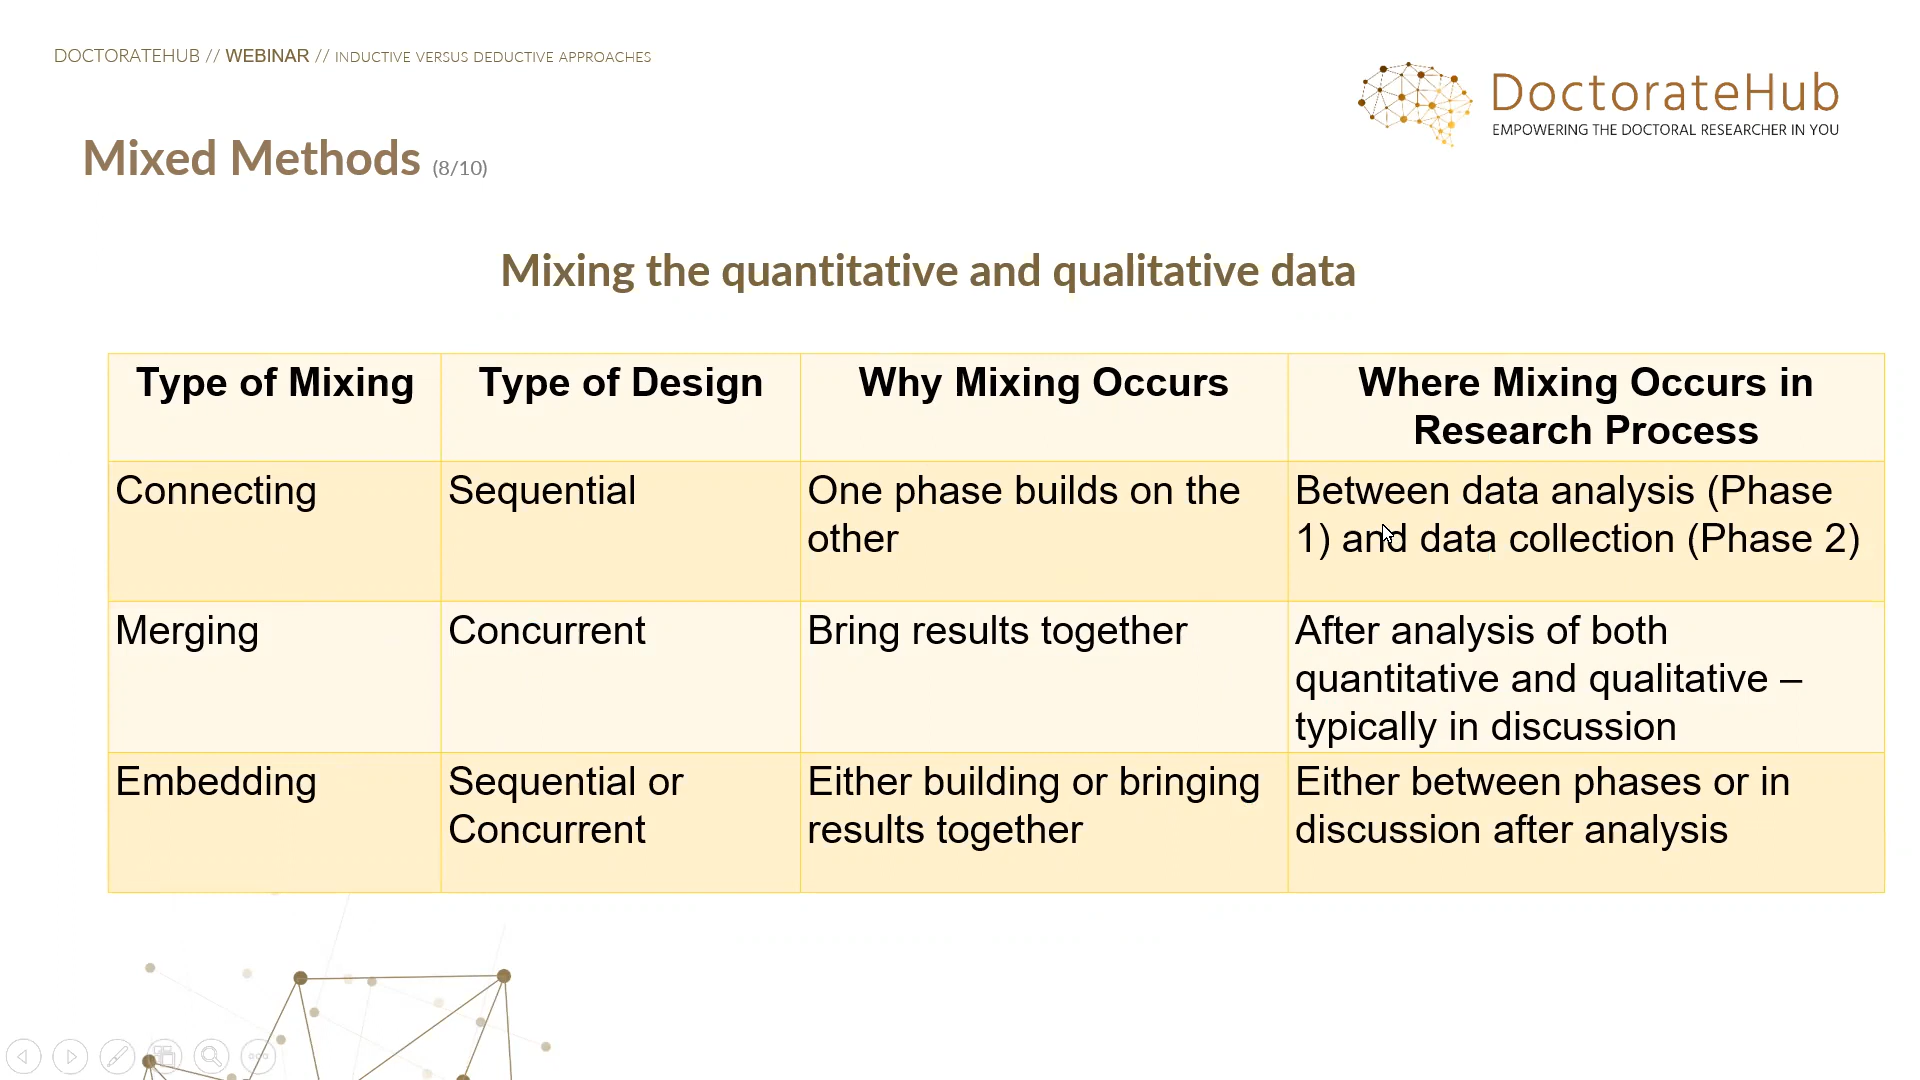 DOCTORATEHUB // WEBINAR // INDUCTIVE VERSUS DEDUCTIVE APPROACHES
DoctorateHub
EMPOWERING THE DOCTORAL RESEARCHER IN YOU
Mixed Methods (8/10)
Mixing the quantitative and qualitative data
Type of Mixing
Type of Design
Why Mixing Occurs
Where Mixing Occurs in
Research Process
Connecting
Sequential
One phase builds on the
other
Between data analysis (Phase
1) and data collection (Phase 2)
Merging
Concurrent
Bring results together
After analysis of both
quantitative and qualitative –
typically in discussion
Embedding
Sequential or
Concurrent
Either building or bringing
results together
Either between phases or in
discussion after analysis